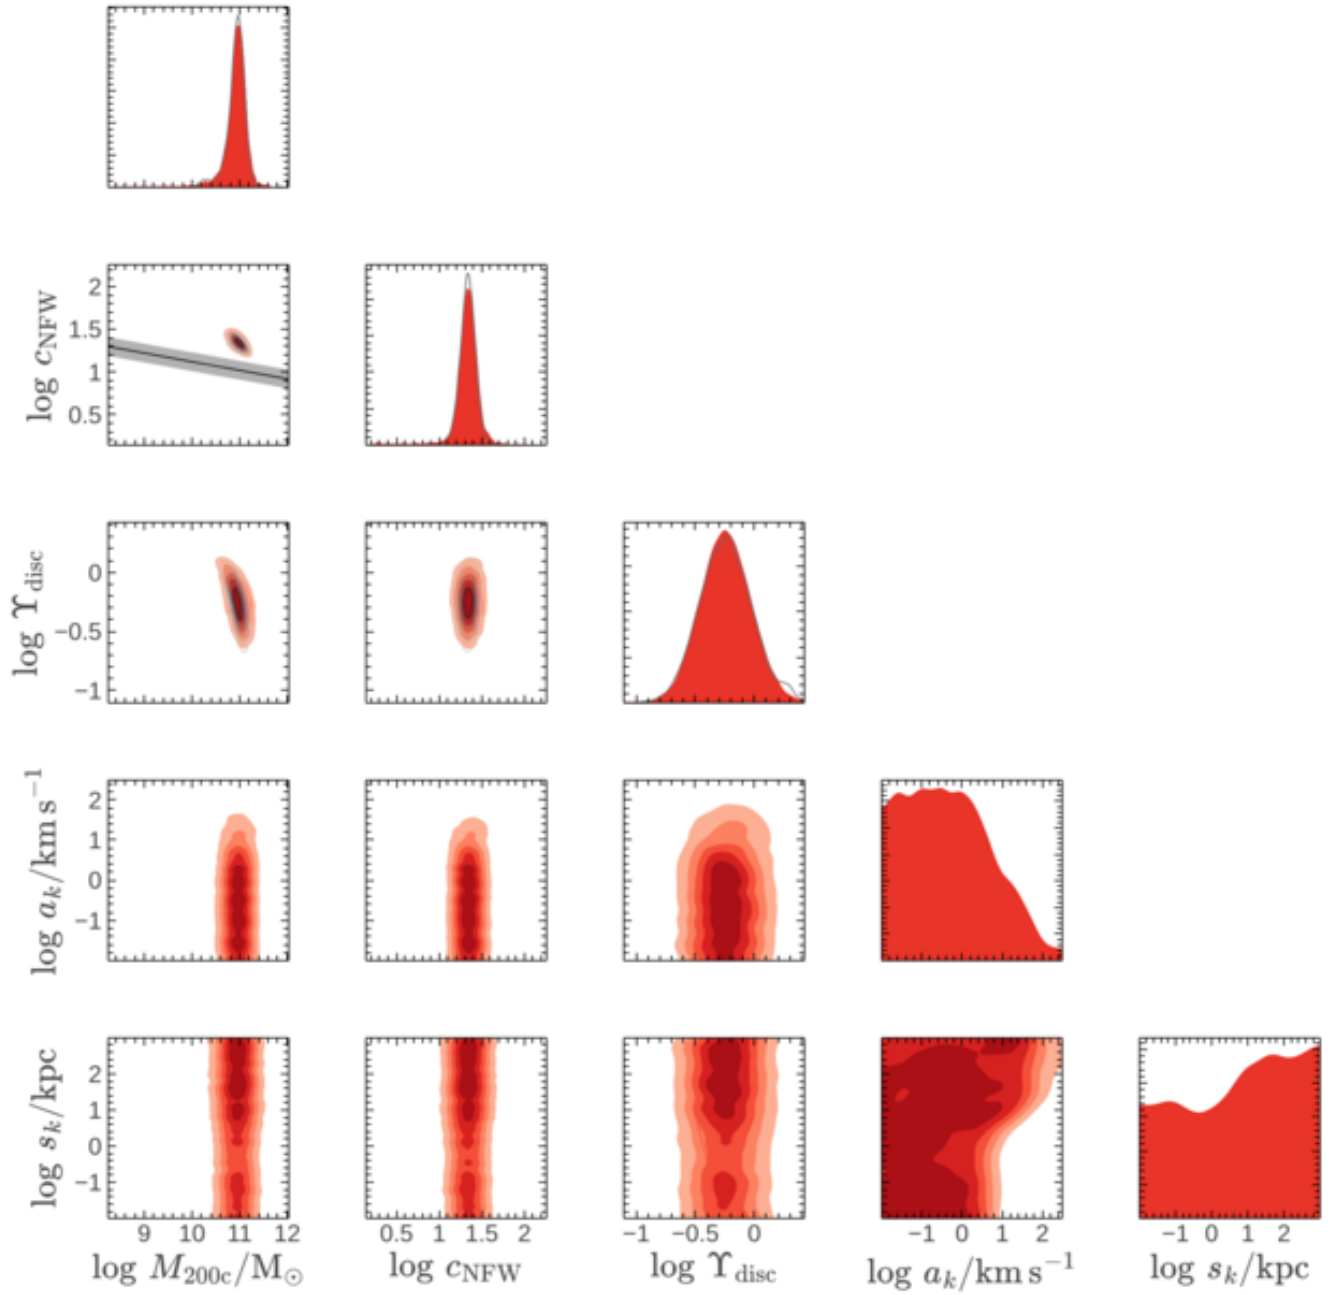 log c_NFW
2
1.5
1
0.5
log ϒ_disc
0
−0.5
−1
log a_k/km s⁻¹
2
1
0
−1
log s_k/kpc
2
1
0
−1
9 10 11 12 0.5 1 1.5 2 −1 −0.5 0 −1 0 1 2 −1 0 1 2
log M_200c/M_⊙ log c_NFW log ϒ_disc log a_k/km s⁻¹ log s_k/kpc